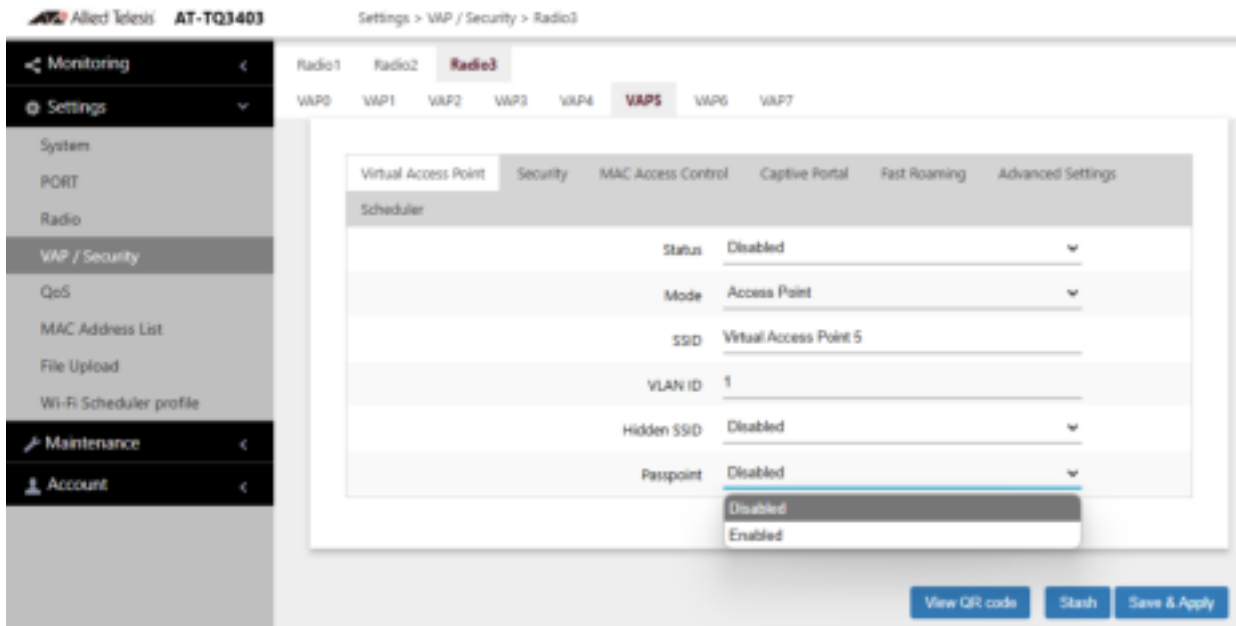 Allied Telesis AT-TQ3403 Settings > VAP / Security > Radio3
Monitoring
Settings
System
PORT
Radio
VAP / Security
QoS
MAC Address List
File Upload
Wi-Fi Scheduler profile
Maintenance
Account
Radio1 Radio2 Radio3
VAP0 VAP1 VAP2 VAP3 VAP4 VAP5 VAP6 VAP7
Virtual Access Point Security MAC Access Control Captive Portal Fast Roaming Advanced Settings
Scheduler
Status Disabled
Mode Access Point
SSID Virtual Access Point 5
VLAN ID 1
Hidden SSID Disabled
Passpoint Disabled
Disabled
Enabled
View QR code Stash Save & Apply